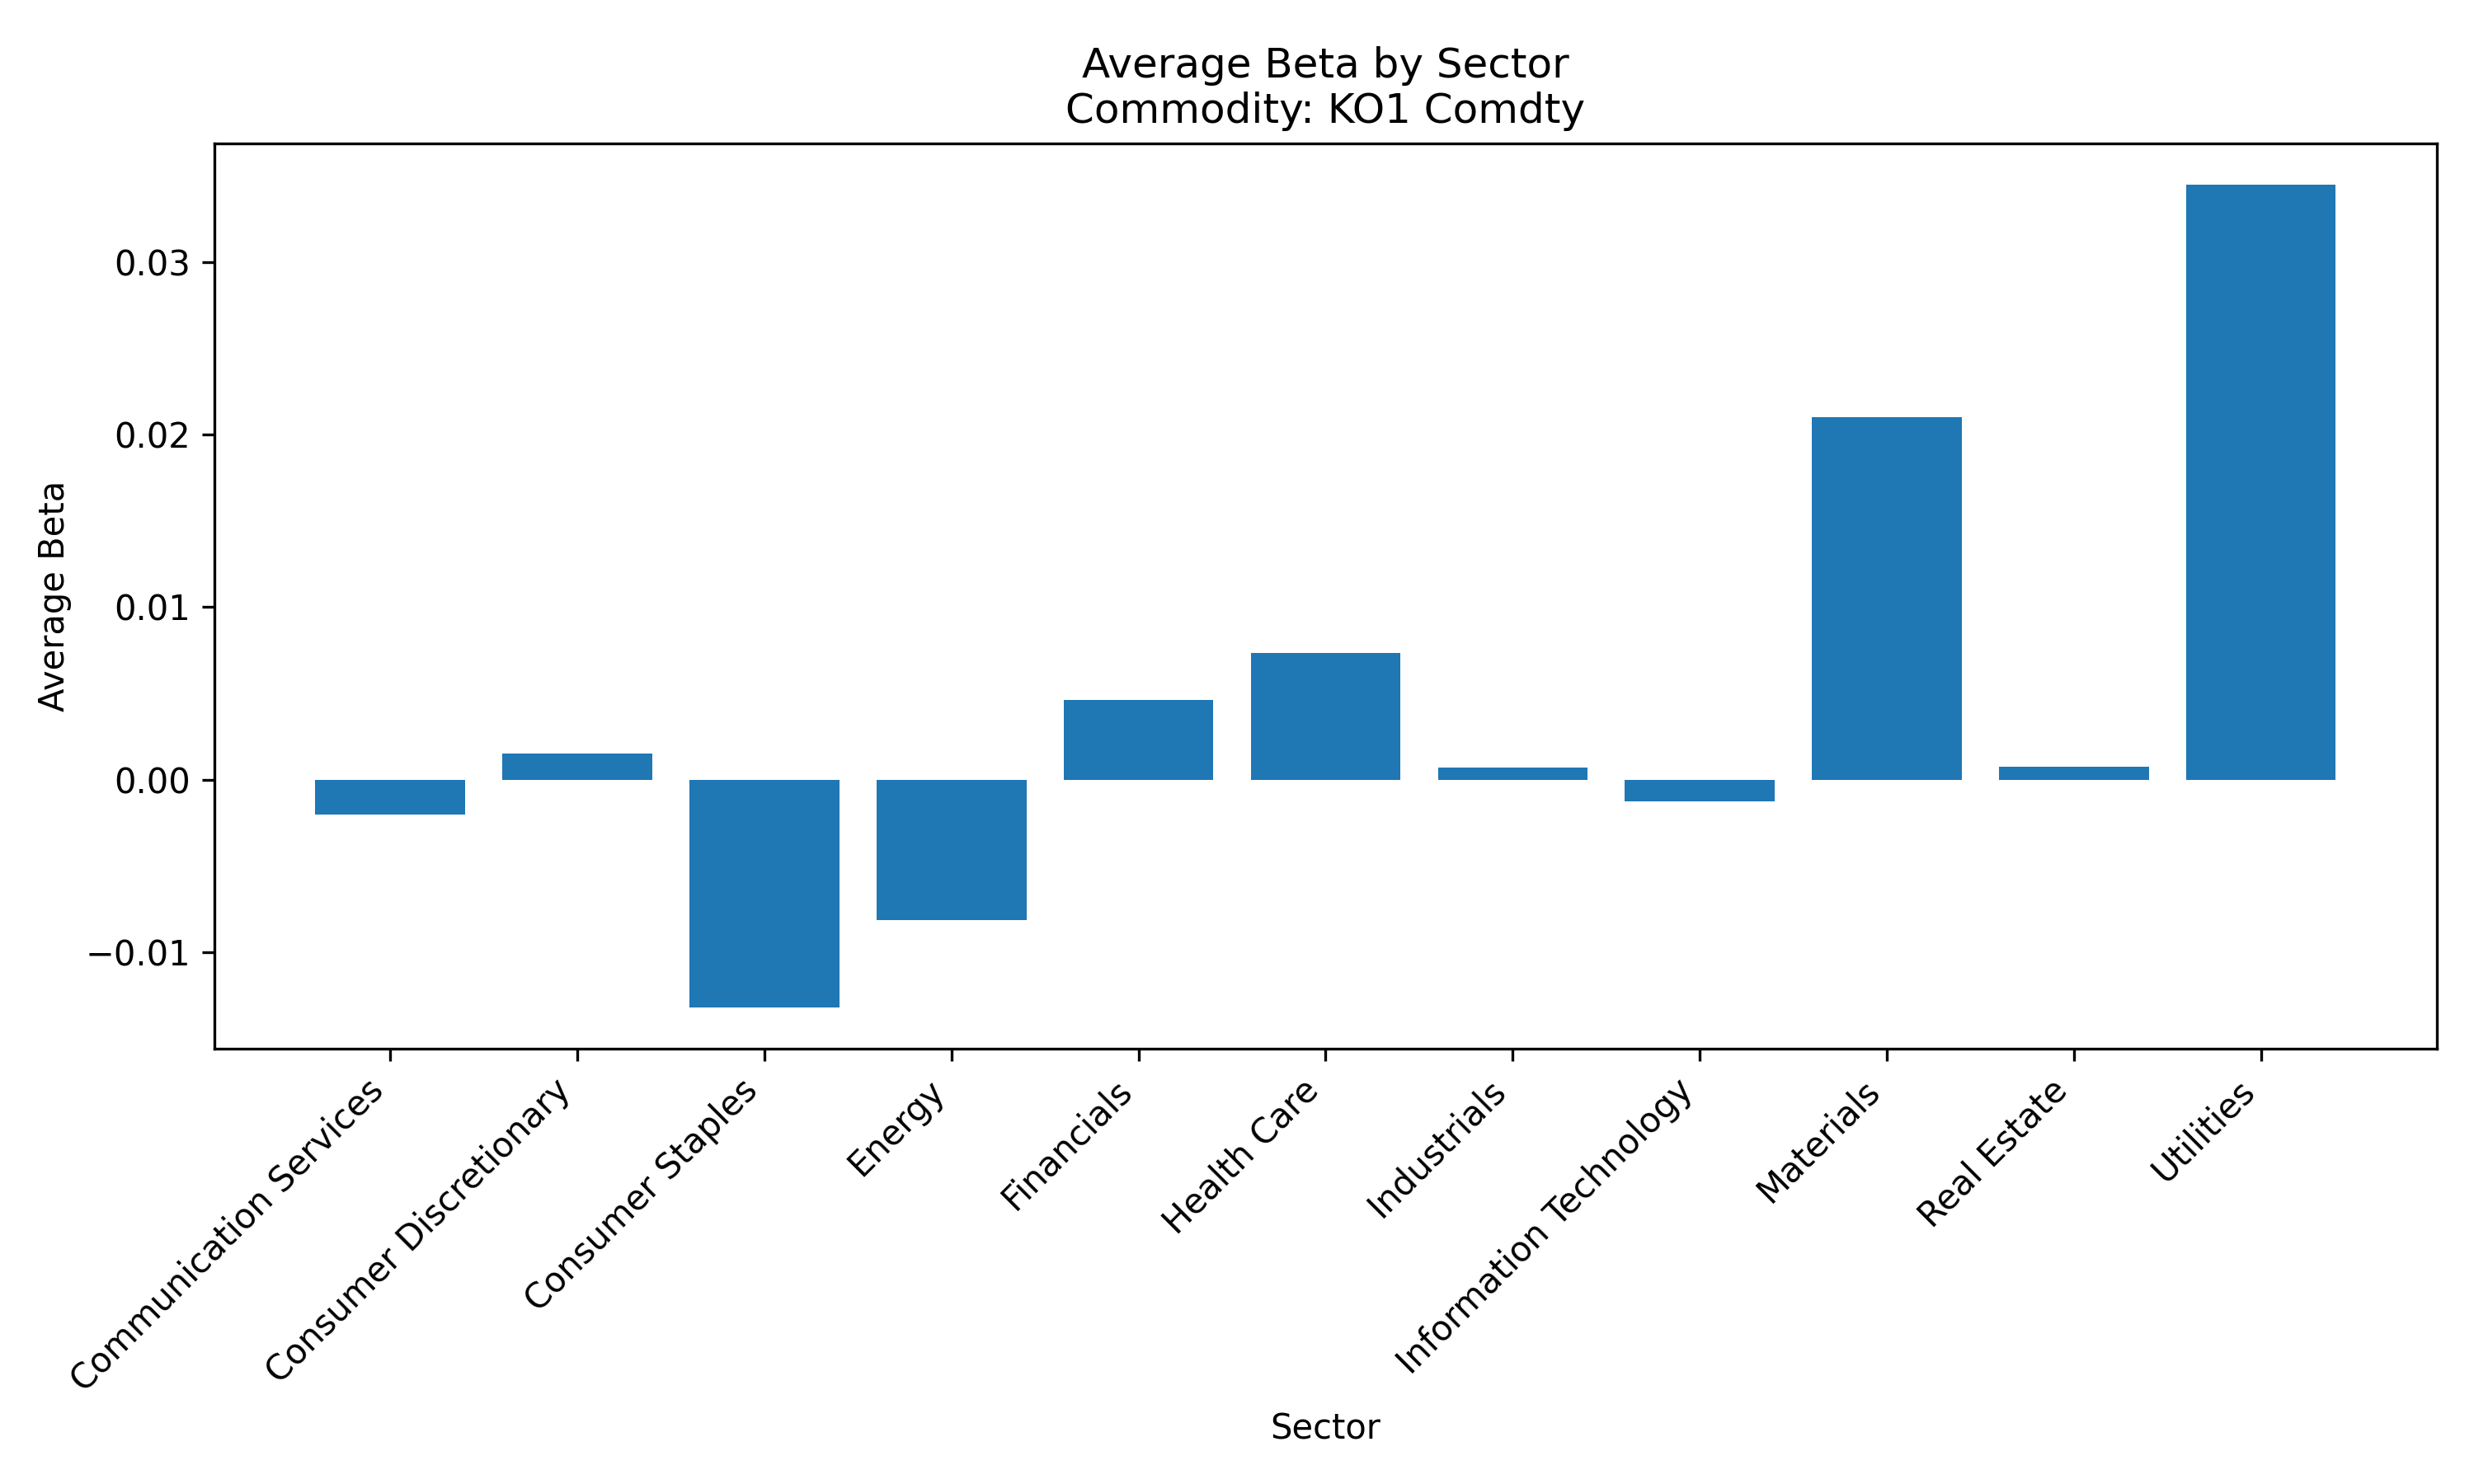 Average Beta by Sector
Commodity: KO1 Comdty
Average Beta
0.03
0.02
0.01
0.00
−0.01
Communication Services
Consumer Discretionary
Consumer Staples
Energy
Financials
Health Care
Industrials
Information Technology
Materials
Real Estate
Utilities
Sector